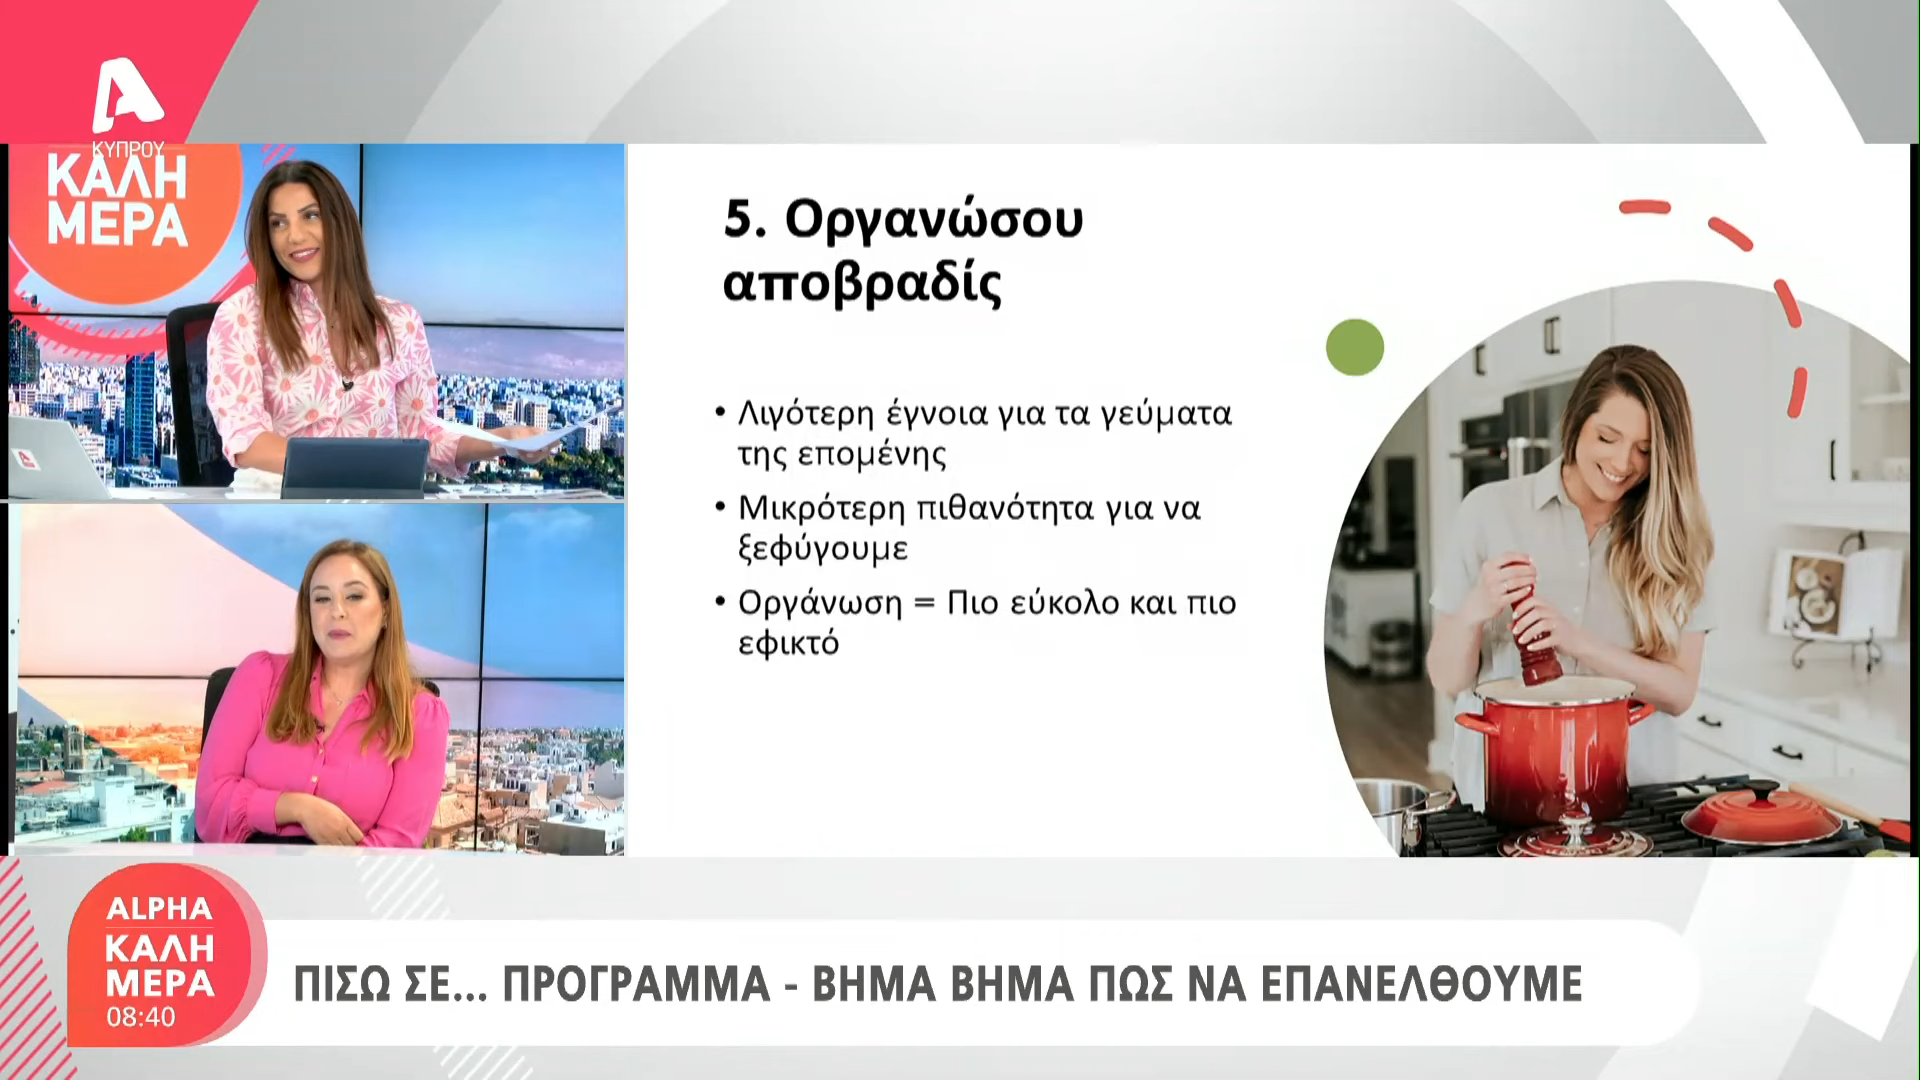 ΚΥΠΡΟΥ
ΚΑΛΗ
ΜΕΡΑ
5. Οργανώσου
αποβραδίς
• Λιγότερη έγνοια για τα γεύματα
της επομένης
• Μικρότερη πιθανότητα για να
ξεφύγουμε
• Οργάνωση = Πιο εύκολο και πιο
εφικτό
ALPHA
ΚΑΛΗ
ΜΕΡΑ
08:40
ΠΙΣΩ ΣΕ... ΠΡΟΓΡΑΜΜΑ - ΒΗΜΑ ΒΗΜΑ ΠΩΣ ΝΑ ΕΠΑΝΕΛΘΟΥΜΕ